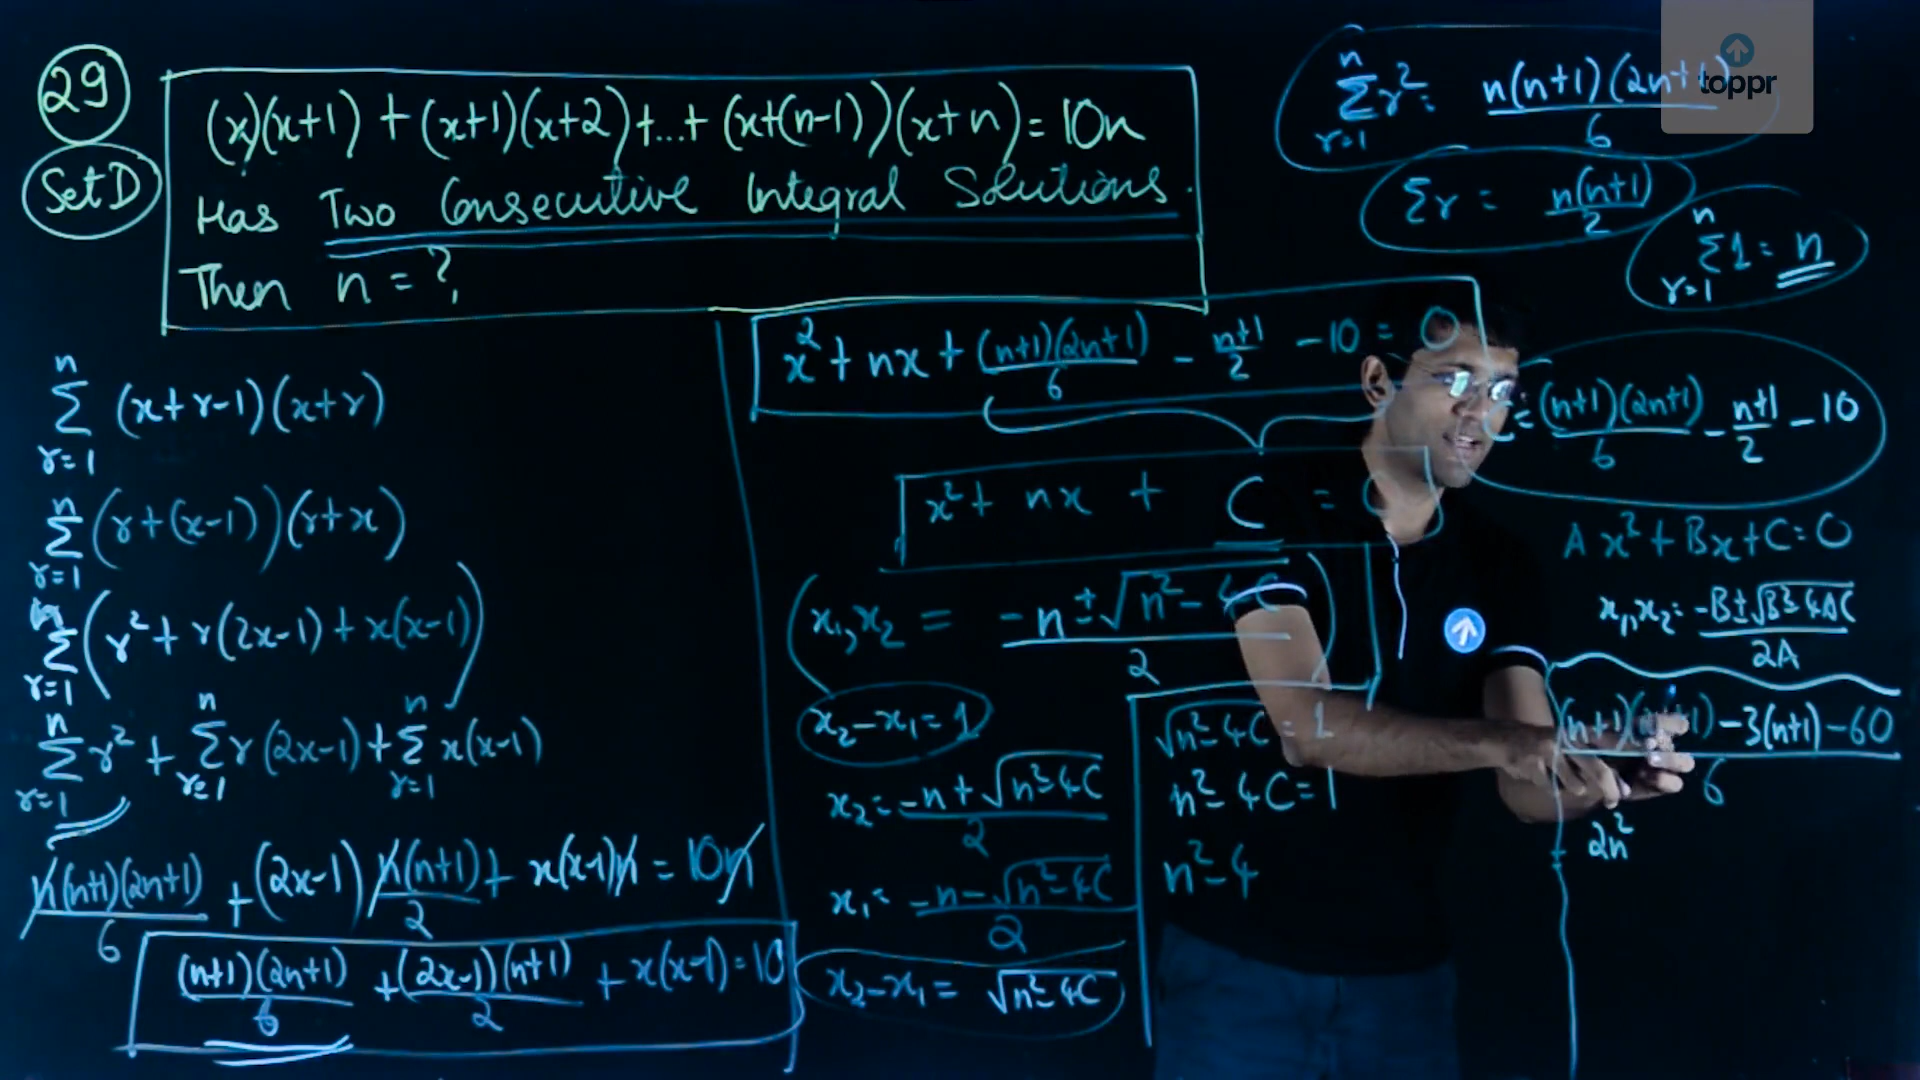 29
Set D
(x)(x+1) + (x+1)(x+2)+...+ (x+(n-1))(x+n)=10n
Has Two Consecutive Integral Solutions.
Then n = ?
n
Σ r² = n(n+1)(2n+1)
r=1 6
Σr = n(n+1)
2
n
Σ1 = n
r=1
toppr
n
Σ (x+r-1)(x+r)
r=1
n
Σ (r+(x-1))(r+x)
r=1
n
Σ (r²+ r(2x-1) + x(x-1))
r=1
n n n
Σ r² + Σ r(2x-1) + Σ x(x-1)
r=1 r=1 r=1
n(n+1)(2n+1) + (2x-1) n(n+1) + x(x-1)n = 10n
6 2
(n+1)(2n+1) + (2x-1)(n+1) + x(x-1)=10
6 2
x² + nx + (n+1)(2n+1) - n+1 - 10 = 0
6 2
x² + nx + C =
x₁,x₂ = -n ± √n²- 4C
2
x₂-x₁=1
x₂= -n + √n²-4C
2
x₁= -n - √n²-4C
2
x₂-x₁ = √n²-4C
√n²-4C = 1
n²-4C=1
n²-4
= (n+1)(2n+1) - n+1 - 10
6 2
A x² + Bx + C = 0
x₁,x₂= -B ± √B²-4AC
2A
(n+1)( +1) - 3(n+1) - 60
6
2n²